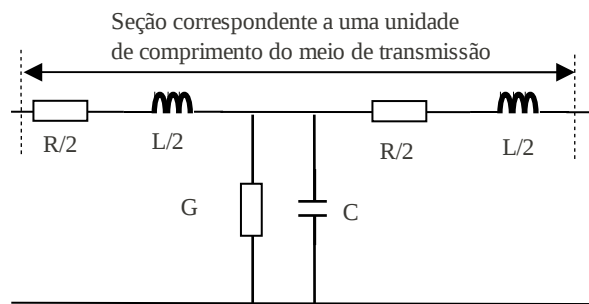 Seção correspondente a uma unidade
de comprimento do meio de transmissão
R/2
L/2
R/2
L/2
G
C